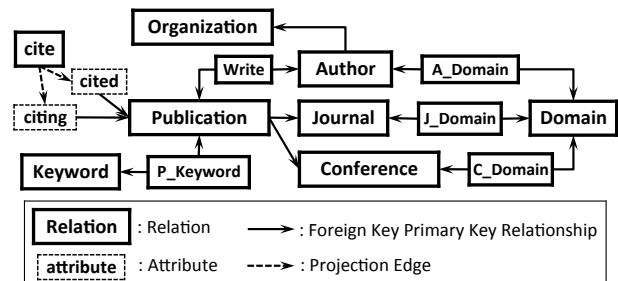 Organization
cite
cited
Write
Author
A_Domain
citing
Publication
Journal
J_Domain
Domain
Keyword
P_Keyword
Conference
C_Domain
Relation : Relation : Foreign Key Primary Key Relationship
attribute : Attribute : Projection Edge